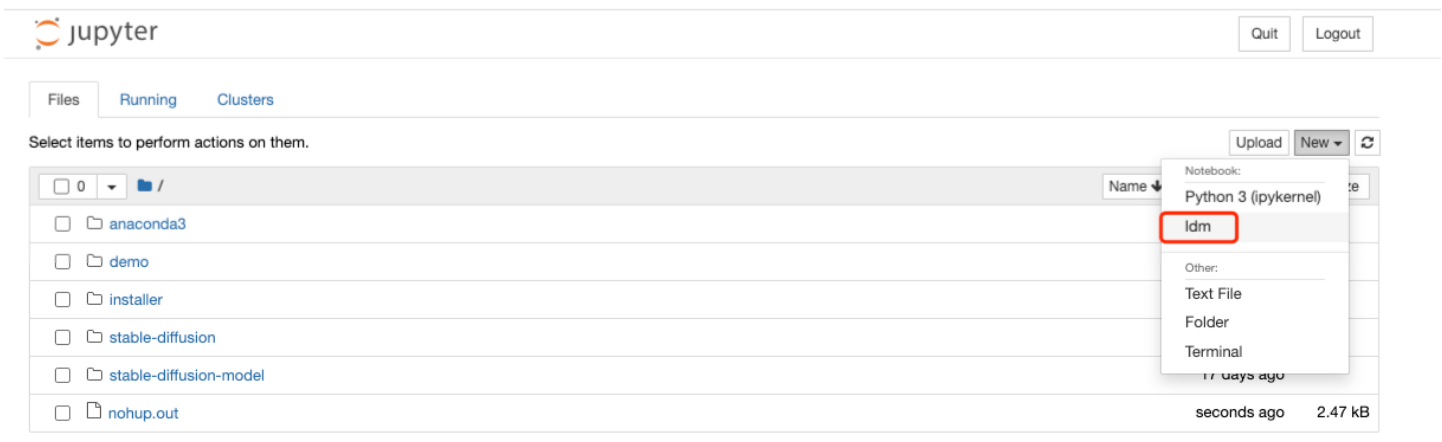 jupyter
Quit Logout
Files Running Clusters
Select items to perform actions on them.
Upload New
0 /
Name
Notebook:
Python 3 (ipykernel)
ldm
Other:
Text File
Folder
Terminal
anaconda3
demo
installer
stable-diffusion
stable-diffusion-model
17 days ago
nohup.out seconds ago 2.47 kB